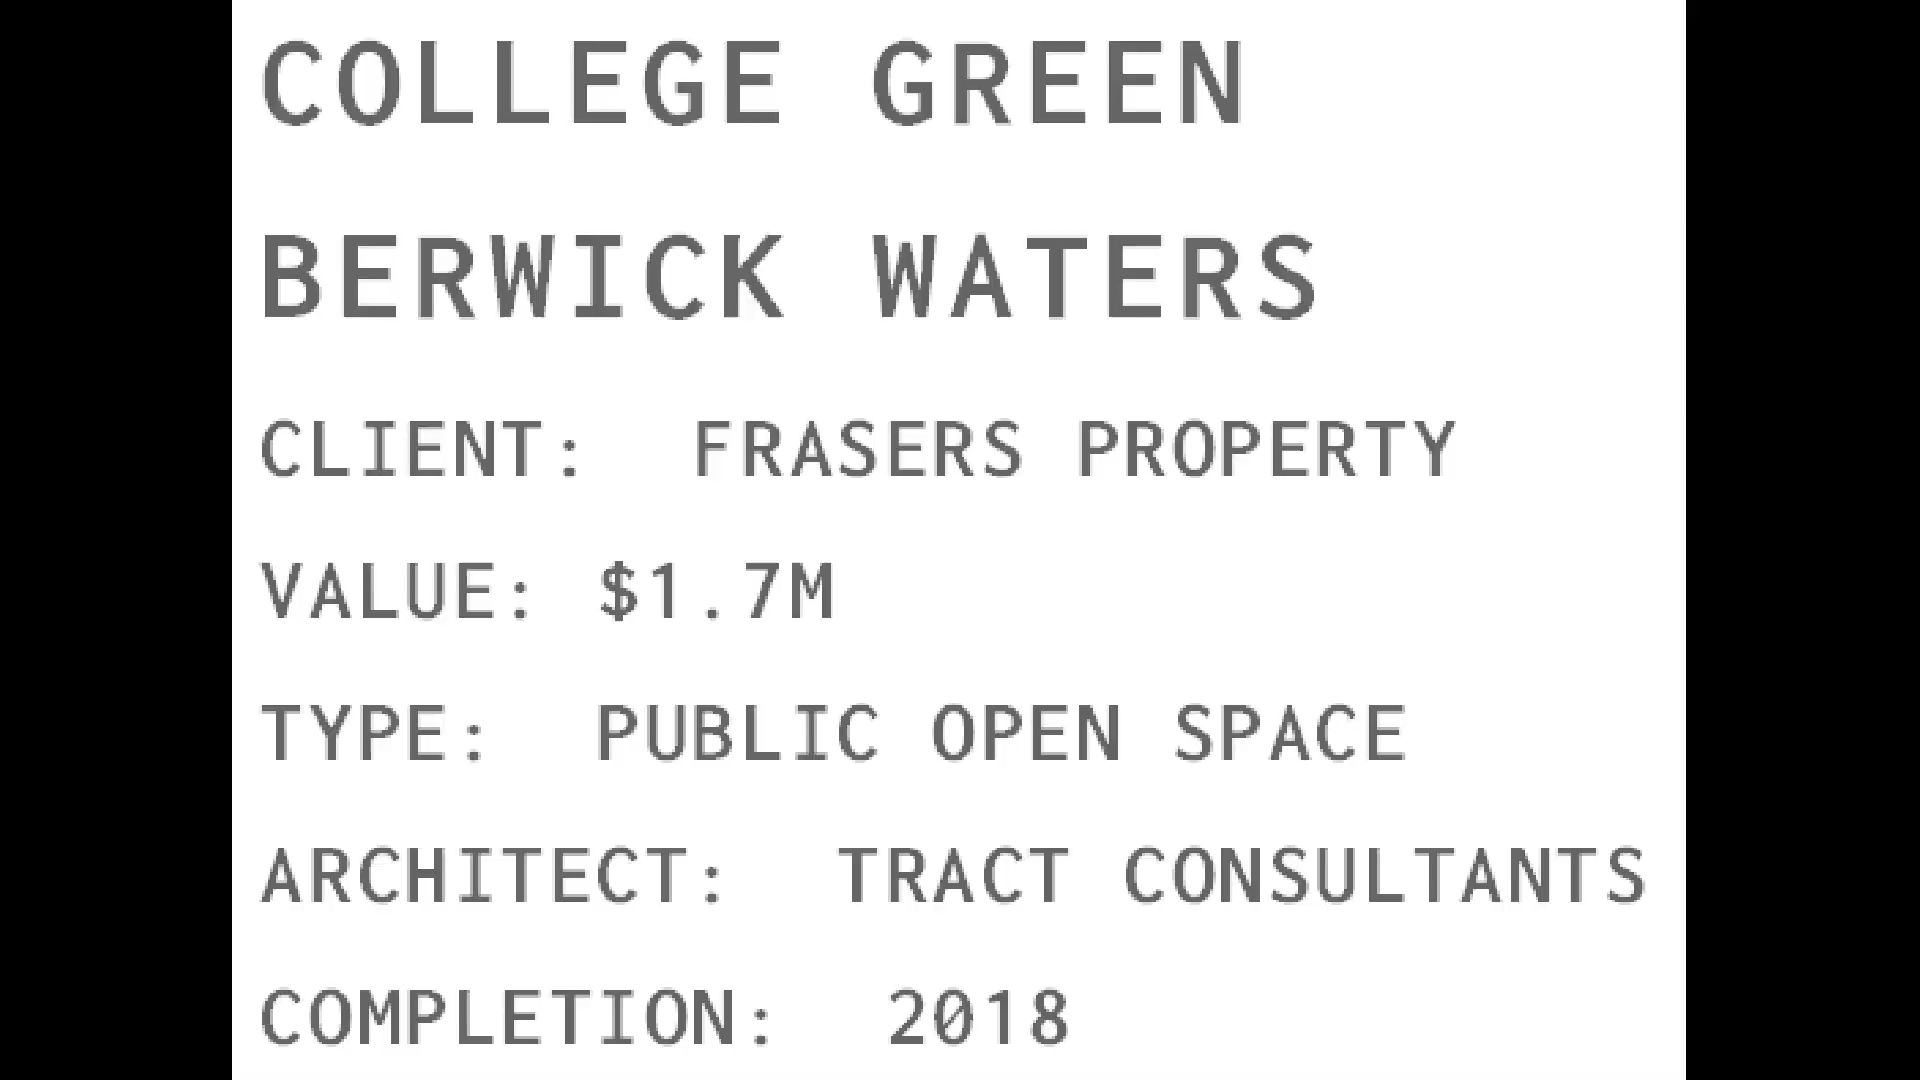 COLLEGE GREEN
BERWICK WATERS
CLIENT: FRASERS PROPERTY
VALUE: $1.7M
TYPE: PUBLIC OPEN SPACE
ARCHITECT: TRACT CONSULTANTS
COMPLETION: 2018